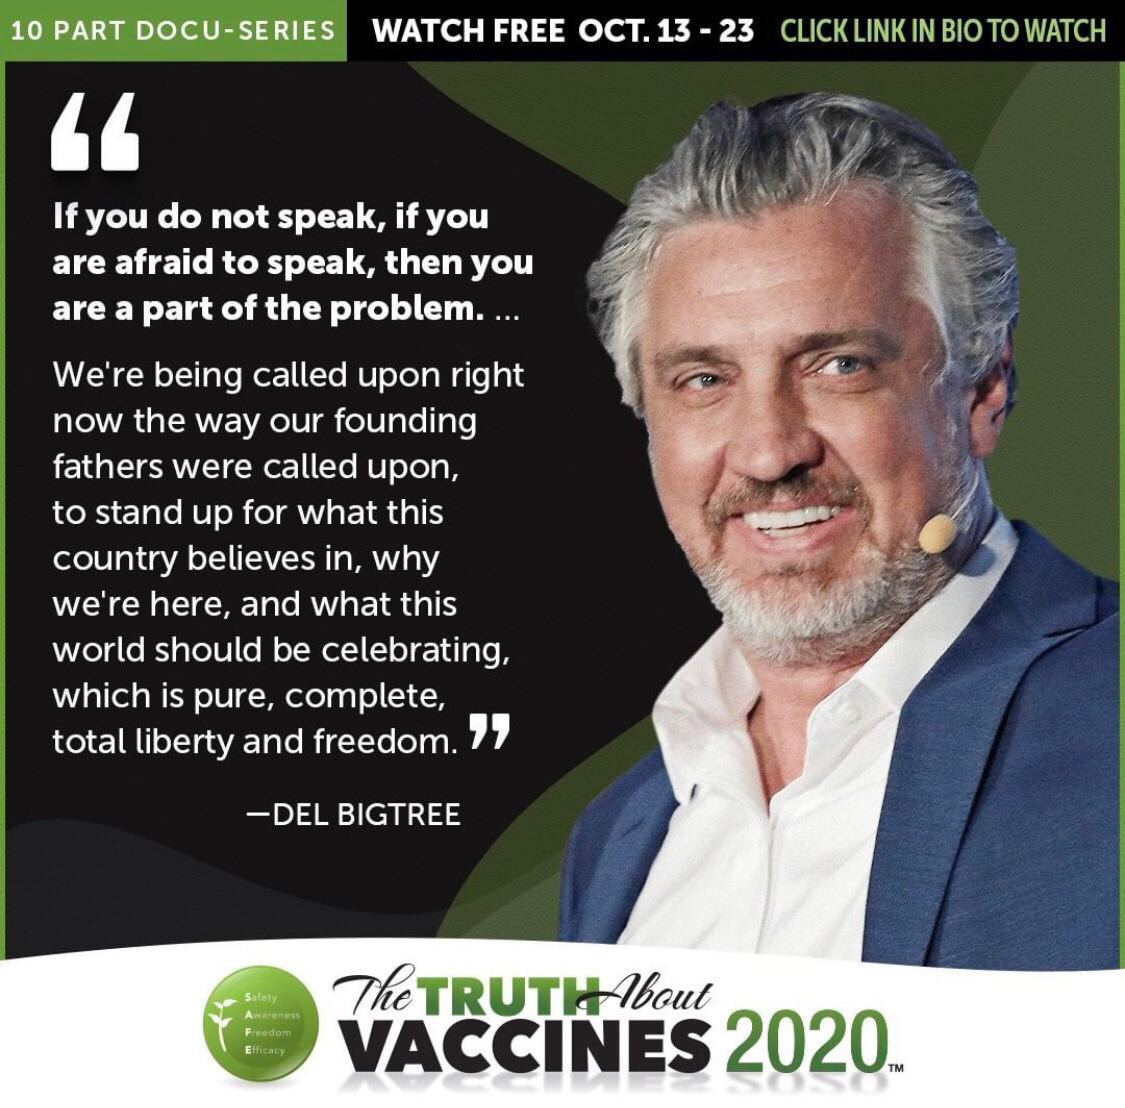 10 PART DOCU-SERIES WATCH FREE OCT. 13 - 23 CLICK LINK IN BIO TO WATCH
“
If you do not speak, if you
are afraid to speak, then you
are a part of the problem. ...
We're being called upon right
now the way our founding
fathers were called upon,
to stand up for what this
country believes in, why
we're here, and what this
world should be celebrating,
which is pure, complete,
total liberty and freedom. ”
—DEL BIGTREE
Safety
Awareness
Freedom
Efficacy
The TRUTH About
VACCINES 2020™